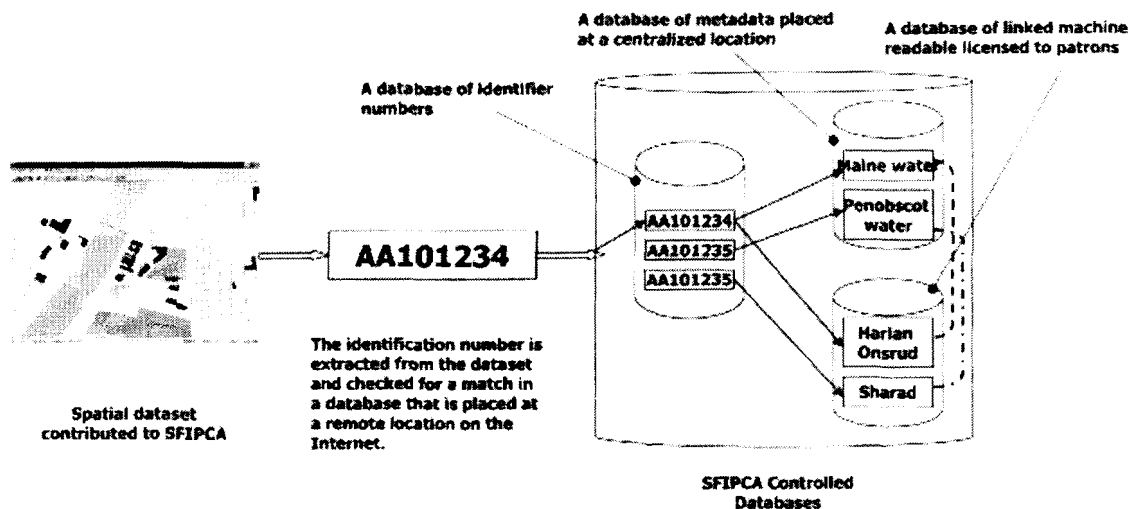 A database of metadata placed
at a centralized location
A database of linked machine
readable licensed to patrons
A database of identifier
numbers
Maine water
Penobscot
water
AA101234
AA101235
AA101235
AA101234
Harlan
Onsrud
Sharad
The identification number is
extracted from the dataset
and checked for a match in
a database that is placed at
a remote location on the
Internet.
Spatial dataset
contributed to SFIPCA
SFIPCA Controlled
Databases